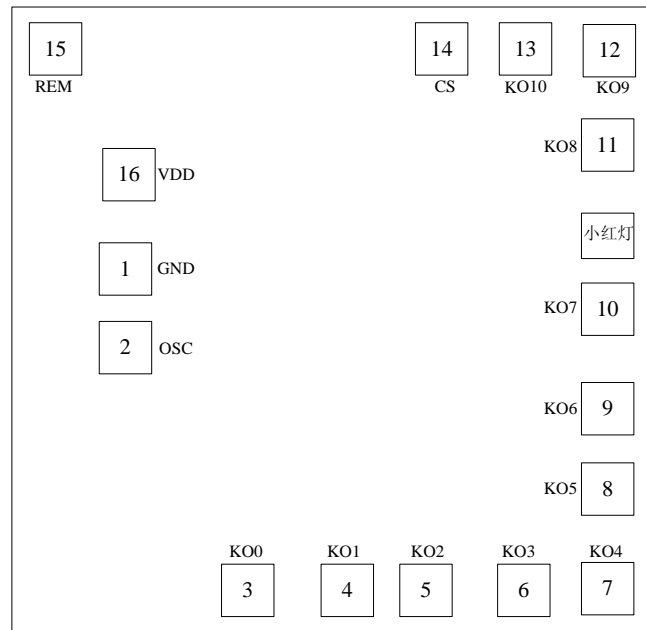 15 14 13 12
REM CS KO10 KO9
KO8 11
16 VDD
小红灯
1 GND
KO7 10
2 OSC
KO6 9
KO5 8
KO0 KO1 KO2 KO3 KO4
3 4 5 6 7